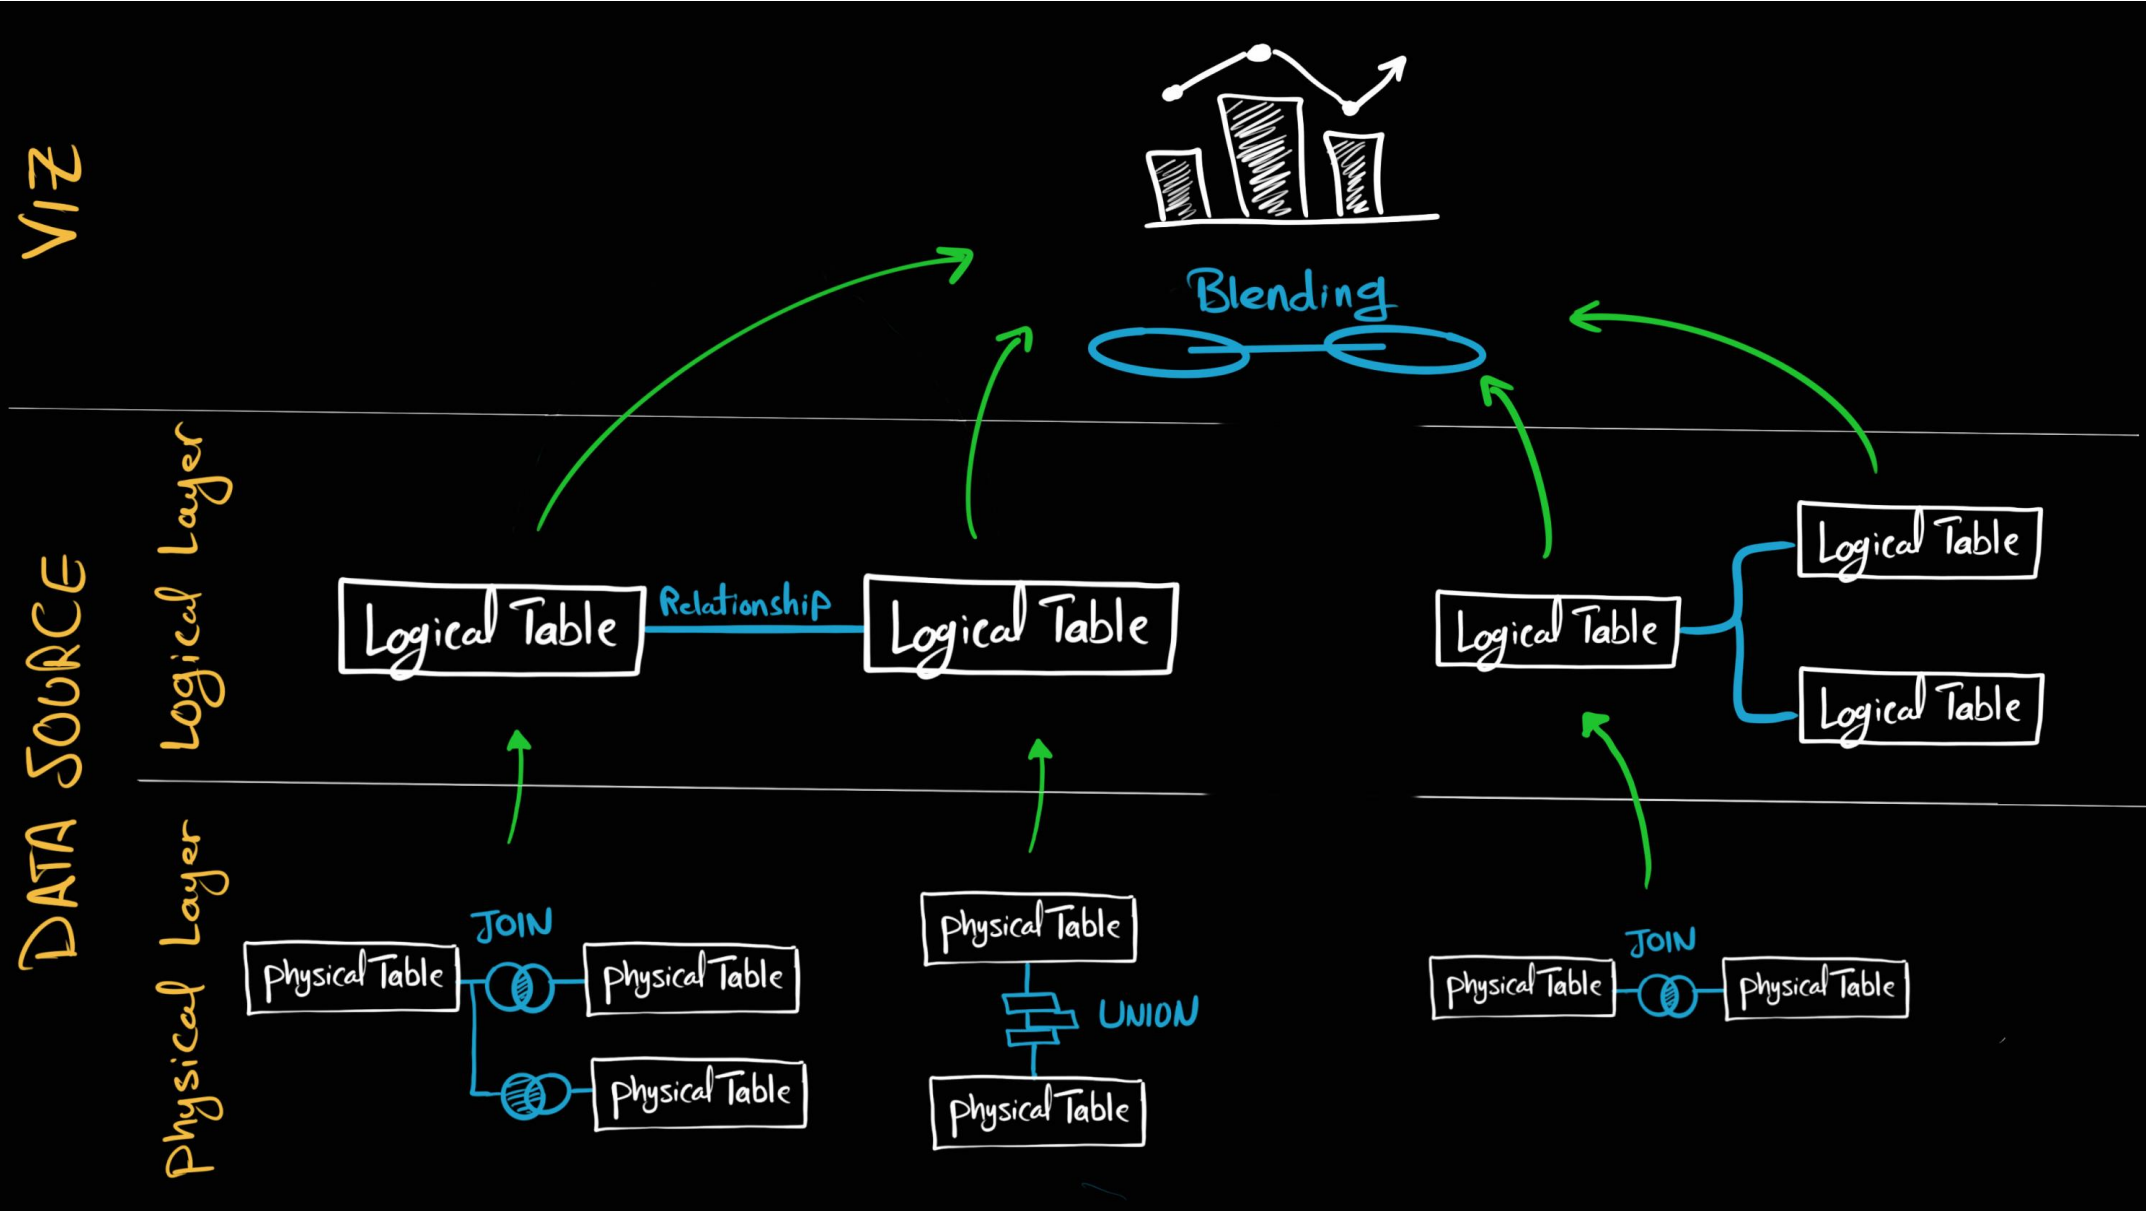 VIZ
Blending
DATA SOURCE
Logical Layer
Logical Table
Relationship
Logical Table
Logical Table
Logical Table
Logical Table
Physical Layer
Physical Table
JOIN
Physical Table
Physical Table
Physical Table
UNION
Physical Table
Physical Table
JOIN
Physical Table